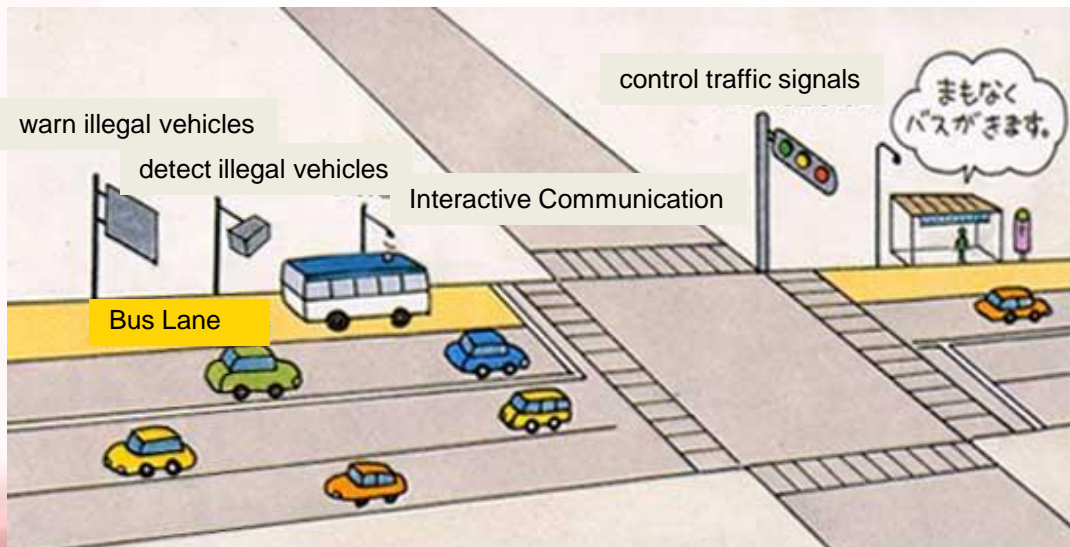 control traffic signals
まもなく
バスがきます。
warn illegal vehicles
detect illegal vehicles
Interactive Communication
Bus Lane